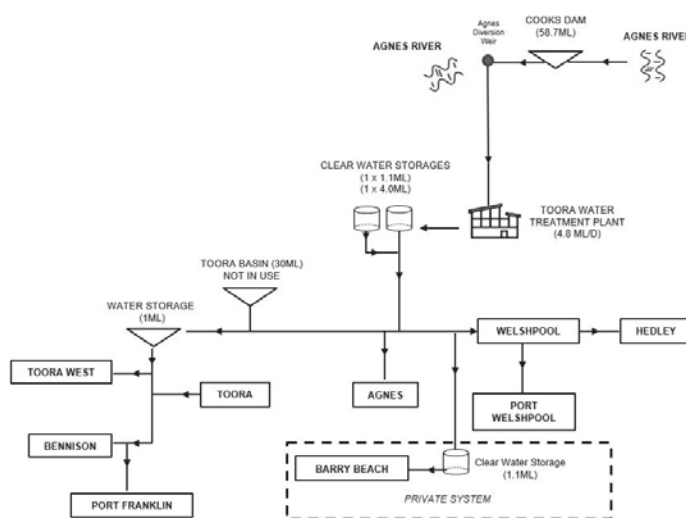 COOKS DAM
(58.7ML)
Agnes
Diversion
Weir
AGNES RIVER
AGNES RIVER
CLEAR WATER STORAGES
(1 x 1.1ML)
(1 x 4.0ML)
TOORA WATER
TREATMENT PLANT
(4.8 ML/D)
TOORA BASIN (30ML)
NOT IN USE
WATER STORAGE
(1ML)
WELSHPOOL
HEDLEY
TOORA WEST
TOORA
AGNES
PORT
WELSHPOOL
BENNISON
BARRY BEACH
Clear Water Storage
(1.1ML)
PORT FRANKLIN
PRIVATE SYSTEM